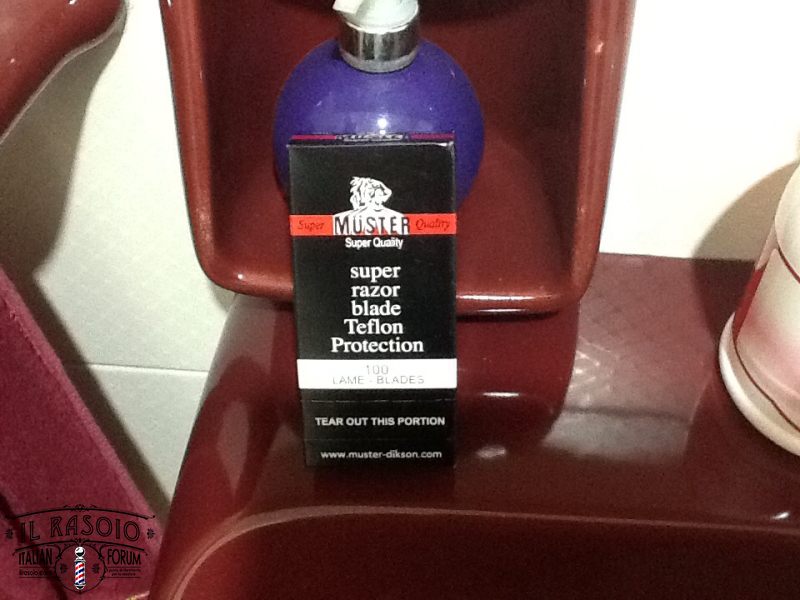 MUSTER
Super MUSTER Quality
Super Quality
super
razor
blade
Teflon
Protection
100
LAME - BLADES
TEAR OUT THIS PORTION
www.muster-dikson.com
IL RASOIO
ITALIAN FORUM